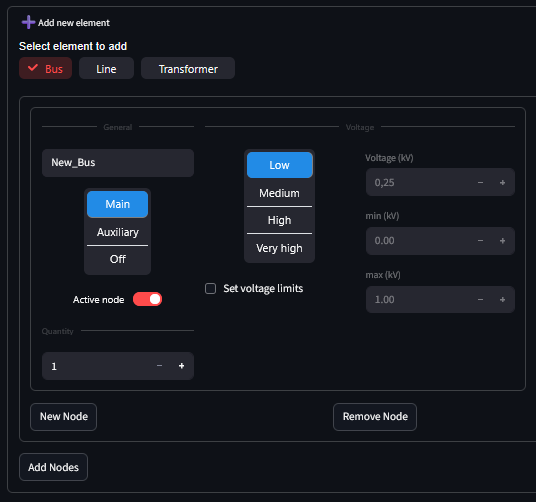 Add new element
Select element to add
Bus
Line
Transformer
General
Voltage
New_Bus
Main
Auxiliary
Off
Active node
Quantity
1
Low
Medium
High
Very high
Set voltage limits
Voltage (kV)
0,25
min (kV)
0.00
max (kV)
1.00
New Node
Remove Node
Add Nodes